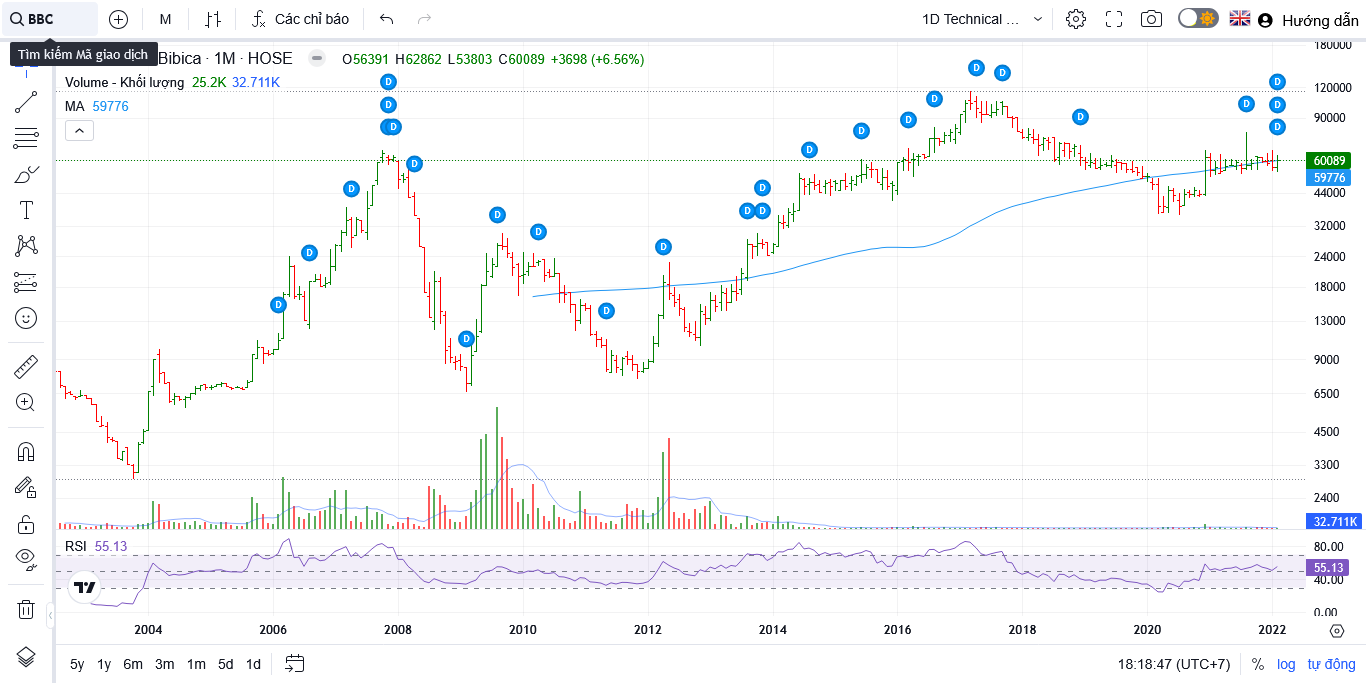 BBC
M
Các chỉ báo
1D Technical ...
Hướng dẫn
Tìm kiếm Mã giao dịch
Bibica · 1M · HOSE
O56391 H62862 L53803 C60089 +3698 (+6.56%)
Volume - Khối lượng 25.2K 32.711K
MA 59776
D D D D D D D D D D D D D D D D D D D D D D D D D D D
180000
120000
90000
60089
59776
44000
32000
24000
18000
13000
9000
6500
4500
3300
2400
32.711K
RSI 55.13
80.00
55.13
40.00
0.00
2004 2006 2008 2010 2012 2014 2016 2018 2020 2022
5y 1y 6m 3m 1m 5d 1d
18:18:47 (UTC+7) % log tự động